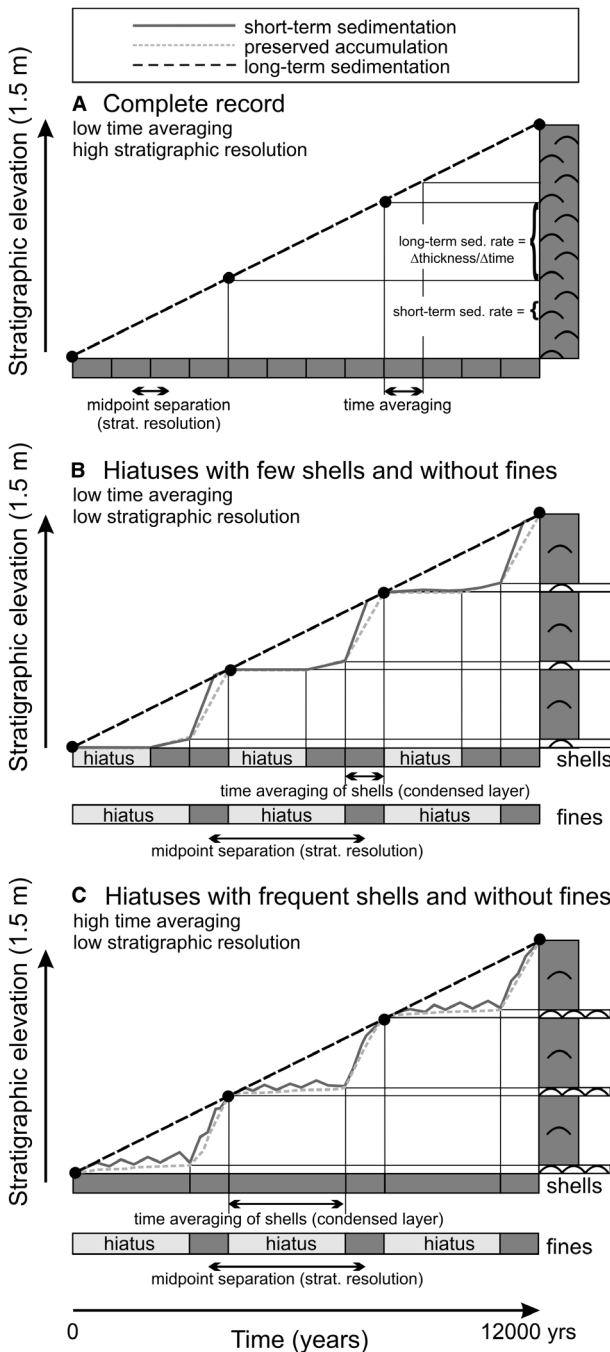 short-term sedimentation
preserved accumulation
long-term sedimentation
A Complete record
low time averaging
high stratigraphic resolution
Stratigraphic elevation (1.5 m)
long-term sed. rate =
Δthickness/Δtime
short-term sed. rate =
midpoint separation
(strat. resolution)
time averaging
B Hiatuses with few shells and without fines
low time averaging
low stratigraphic resolution
Stratigraphic elevation (1.5 m)
hiatus hiatus hiatus shells
time averaging of shells (condensed layer)
hiatus hiatus hiatus fines
midpoint separation (strat. resolution)
C Hiatuses with frequent shells and without fines
high time averaging
low stratigraphic resolution
Stratigraphic elevation (1.5 m)
shells
time averaging of shells (condensed layer)
hiatus hiatus hiatus fines
midpoint separation (strat. resolution)
0 Time (years) 12000 yrs